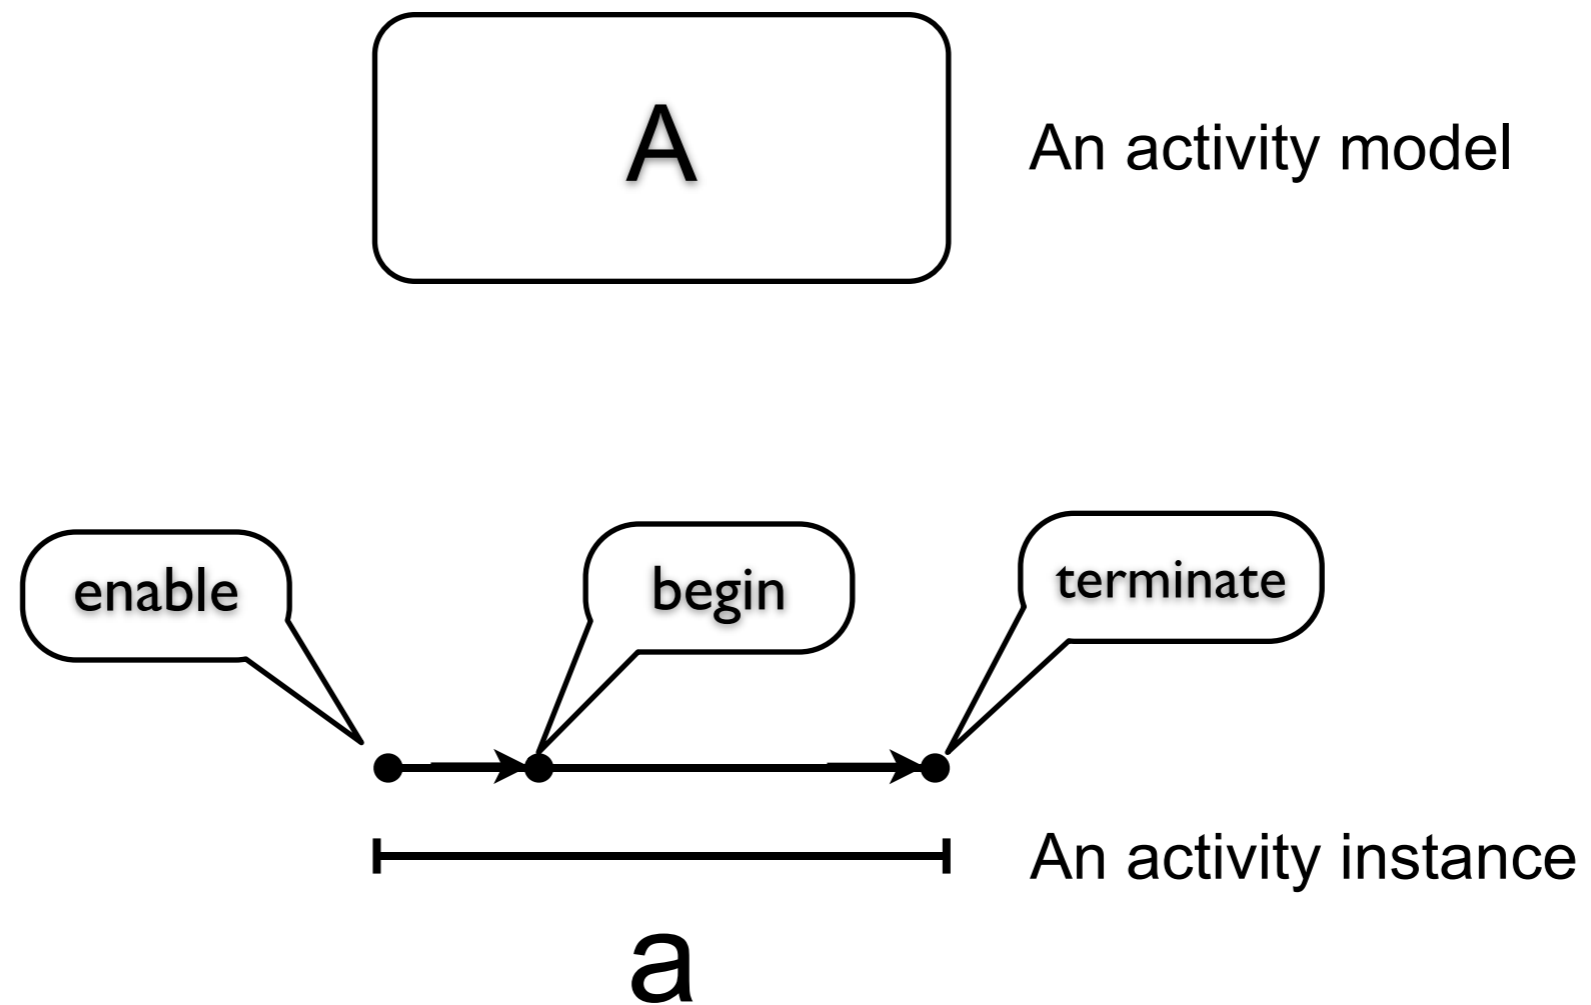 A
An activity model
enable
begin
terminate
An activity instance
a